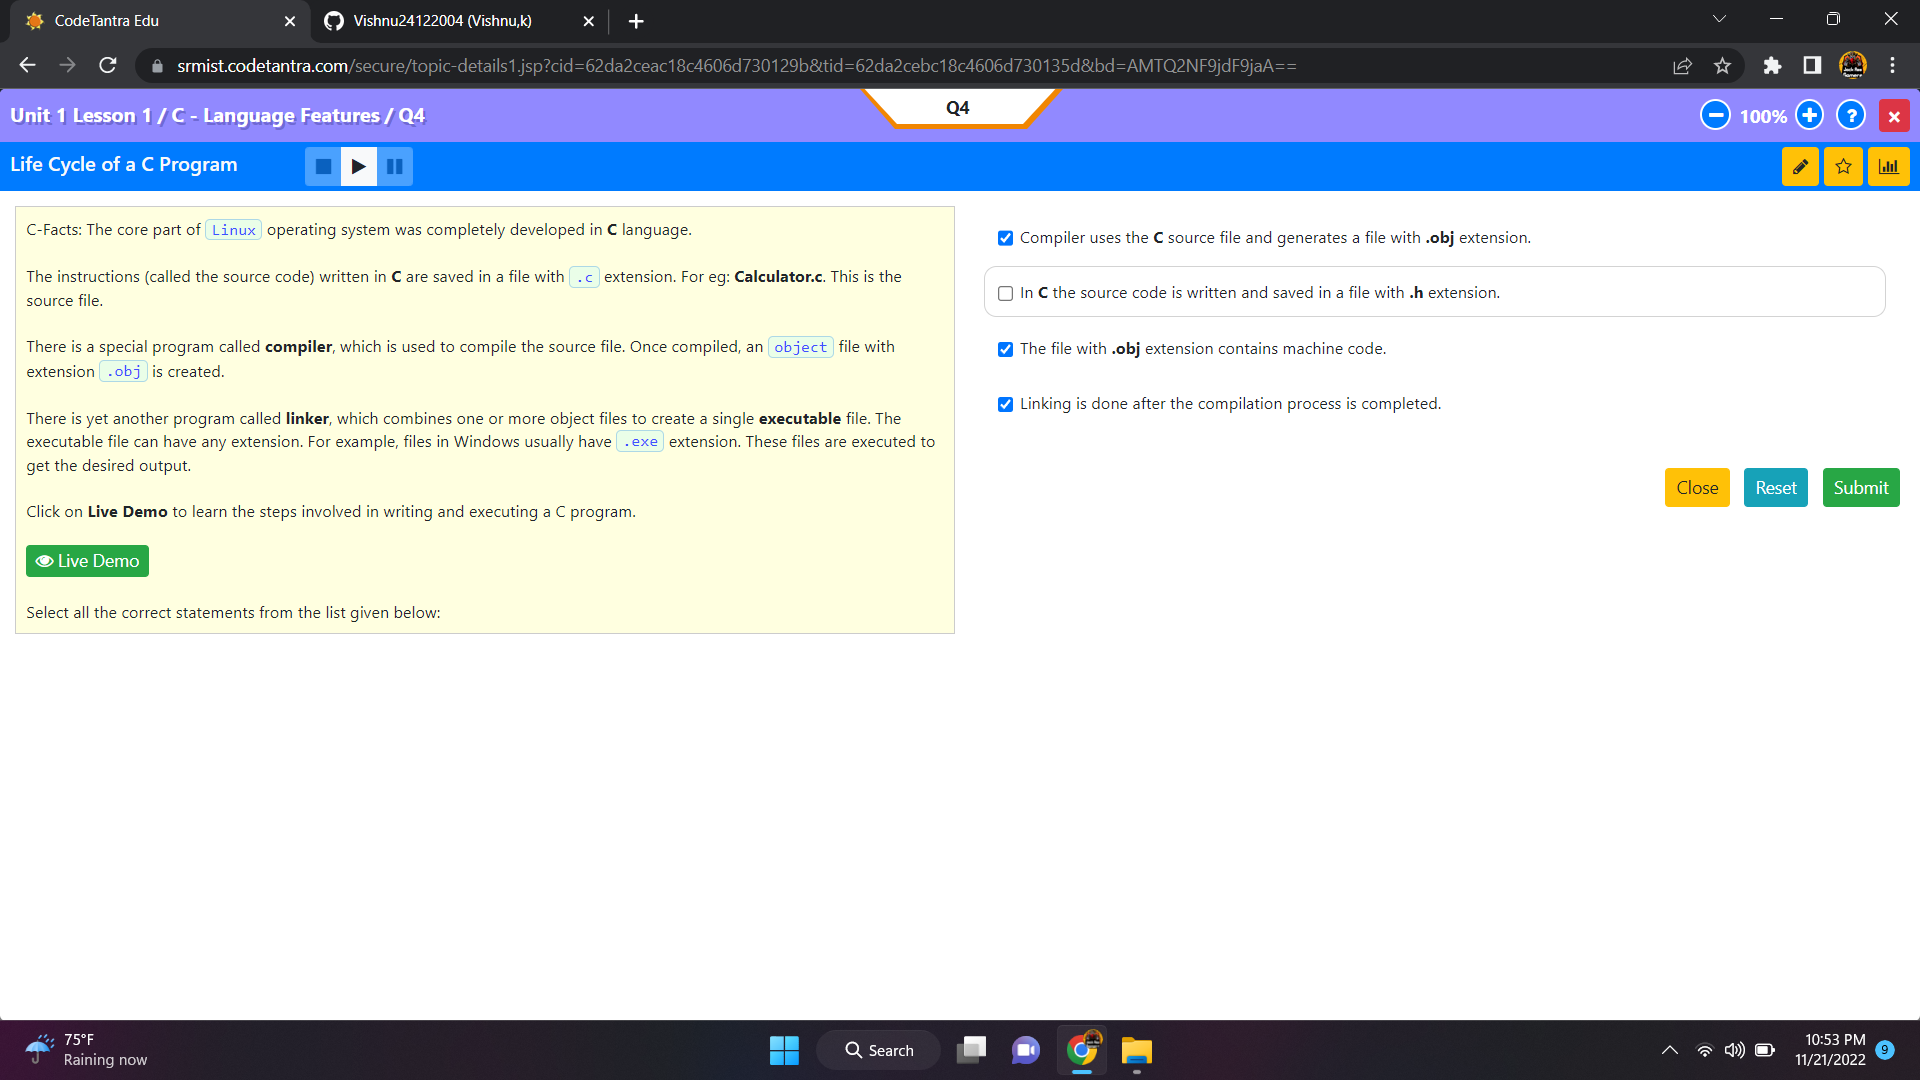 CodeTantra Edu
Vishnu24122004 (Vishnu,k)
srmist.codetantra.com/secure/topic-details1.jsp?cid=62da2ceac18c4606d730129b&tid=62da2cebc18c4606d730135d&bd=AMTQ2NF9jdF9jaA==
Unit 1 Lesson 1 / C - Language Features / Q4
Q4
100%
?
Life Cycle of a C Program
C-Facts: The core part of Linux operating system was completely developed in C language.
The instructions (called the source code) written in C are saved in a file with .c extension. For eg: Calculator.c. This is the
source file.
There is a special program called compiler, which is used to compile the source file. Once compiled, an object file with
extension .obj is created.
There is yet another program called linker, which combines one or more object files to create a single executable file. The
executable file can have any extension. For example, files in Windows usually have .exe extension. These files are executed to
get the desired output.
Click on Live Demo to learn the steps involved in writing and executing a C program.
Live Demo
Select all the correct statements from the list given below:
Compiler uses the C source file and generates a file with .obj extension.
In C the source code is written and saved in a file with .h extension.
The file with .obj extension contains machine code.
Linking is done after the compilation process is completed.
Close Reset Submit
75°F
Raining now
Search
10:53 PM
11/21/2022
9